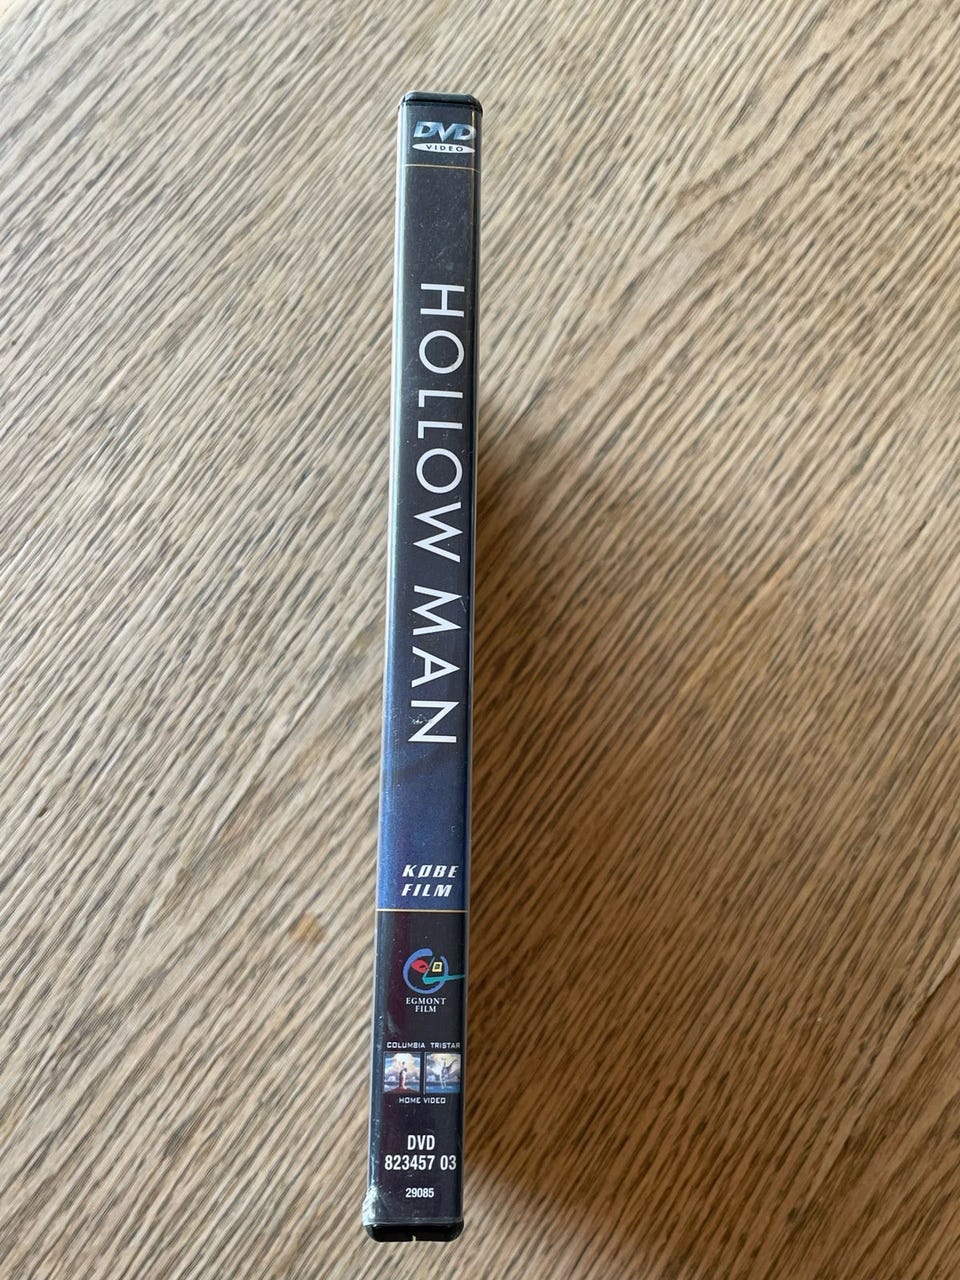 DVD
VIDEO
HOLLOW MAN
KØBE
FILM
EGMONT
FILM
COLUMBIA TRISTAR
HOME VIDEO
DVD
823457 03
29085